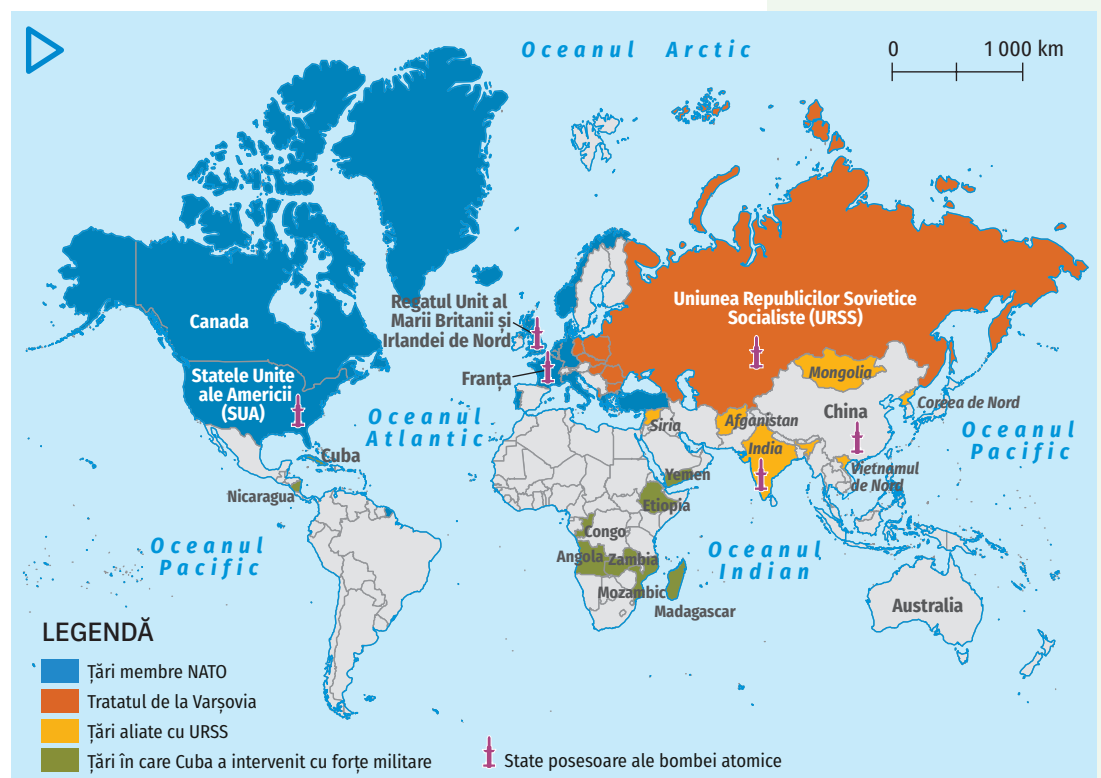 Oceanul Arctic
0 1 000 km
Canada
Statele Unite
ale Americii
(SUA)
Regatul Unit al
Marii Britanii și
Irlandei de Nord
Franța
Uniunea Republicilor Sovietice
Socialiste (URSS)
Mongolia
China
Coreea de Nord
Siria
Afganistan
India
Vietnamul
de Nord
Oceanul
Atlantic
Oceanul
Pacific
Cuba
Nicaragua
Yemen
Etiopia
Congo
Angola
Zambia
Mozambic
Madagascar
Oceanul
Pacific
Oceanul
Indian
Australia
LEGENDĂ
Țări membre NATO
Tratatul de la Varșovia
Țări aliate cu URSS
Țări în care Cuba a intervenit cu forțe militare
State posesoare ale bombei atomice